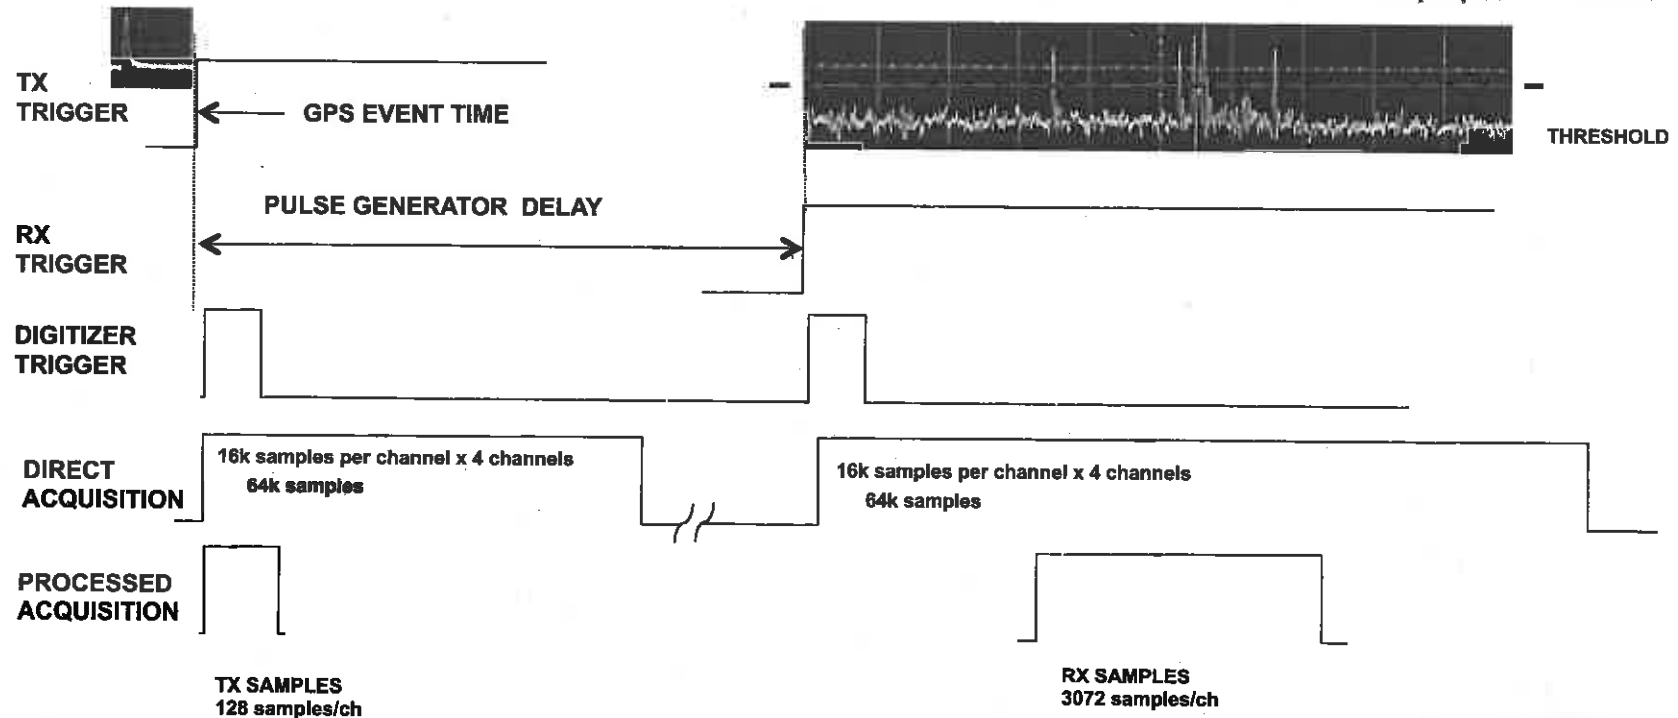 TX
TRIGGER
GPS EVENT TIME
THRESHOLD
PULSE GENERATOR DELAY
RX
TRIGGER
DIGITIZER
TRIGGER
DIRECT
ACQUISITION
16k samples per channel x 4 channels
64k samples
16k samples per channel x 4 channels
64k samples
PROCESSED
ACQUISITION
TX SAMPLES
128 samples/ch
RX SAMPLES
3072 samples/ch